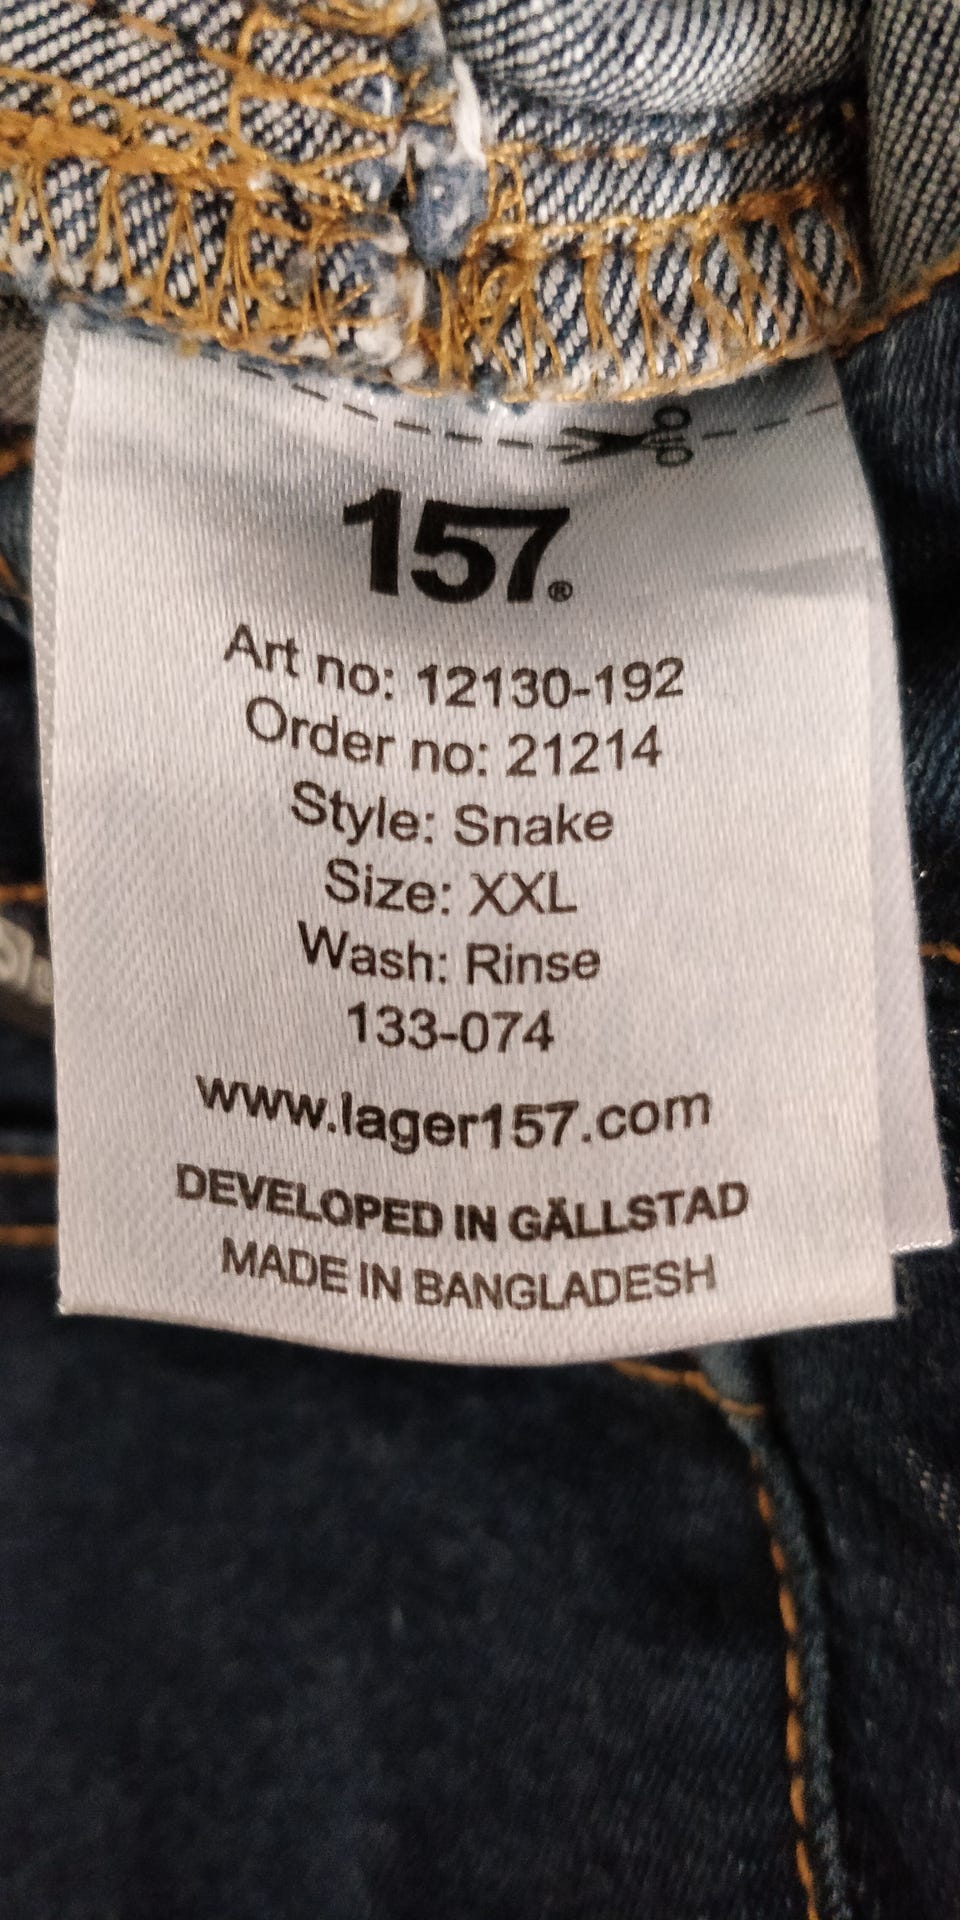 157®
Art no: 12130-192
Order no: 21214
Style: Snake
Size: XXL
Wash: Rinse
133-074
www.lager157.com
DEVELOPED IN GÄLLSTAD
MADE IN BANGLADESH